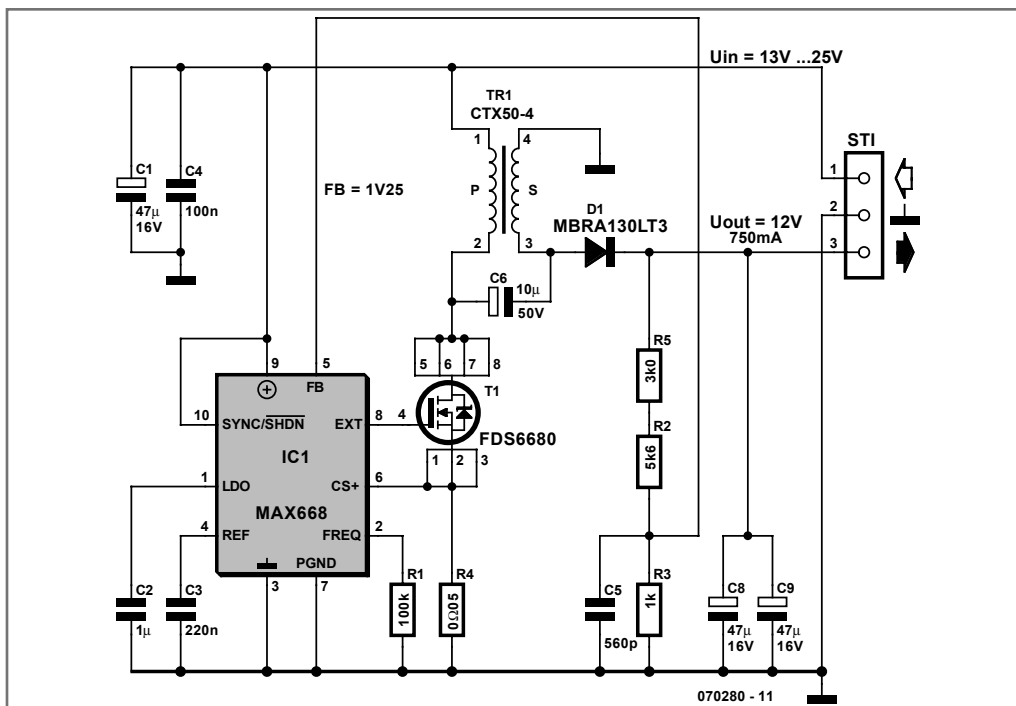 Uin = 13V ...25V
TR1
CTX50-4
1
4
STI
C1
C4
FB = 1V25
P
S
1
47µ
16V
100n
D1
MBRA130LT3
Uout = 12V
750mA
2
2
3
3
C6
10µ
50V
5
6
7
8
R5
3k0
9
5
T1
FB
10
SYNC/SHDN
EXT
8
4
FDS6680
R2
5k6
IC1
1
2
3
1
LDO
CS+
6
MAX668
4
REF
FREQ
2
PGND
C2
C3
3
7
R1
R4
C5
R3
C8
C9
1µ
220n
100k
0Ω05
560p
1k
47µ
16V
47µ
16V
070280 - 11